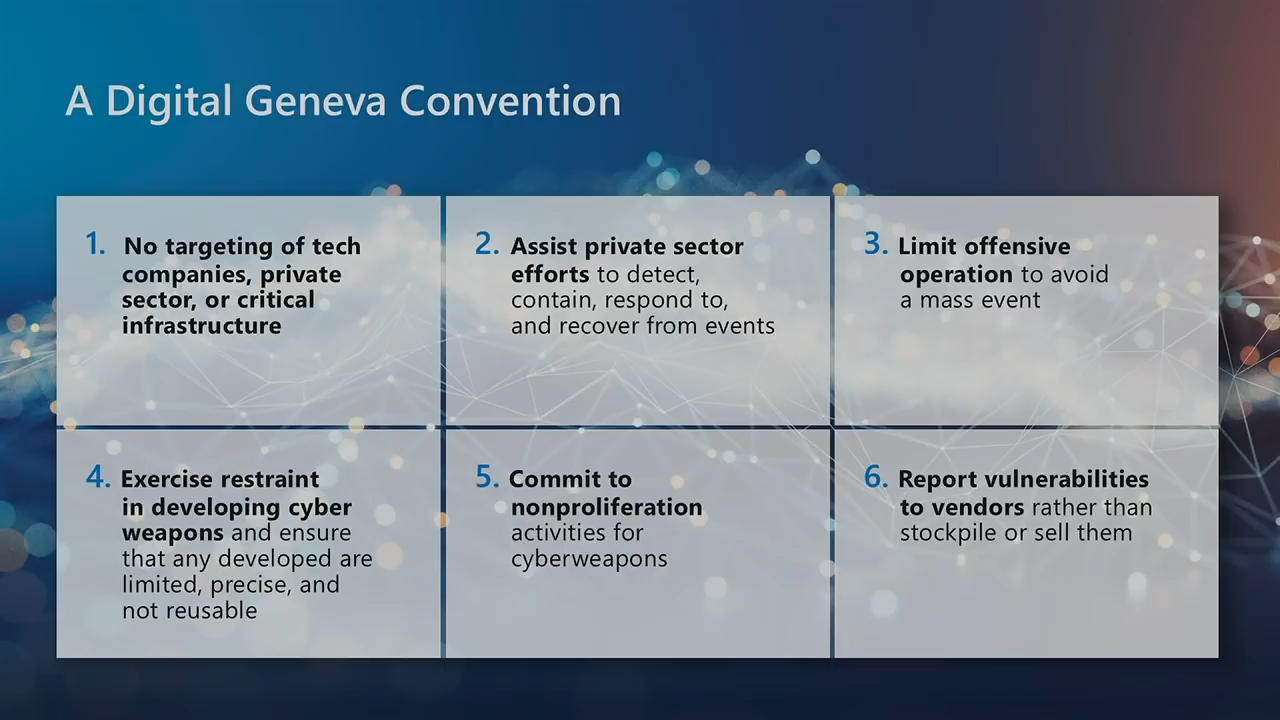 A Digital Geneva Convention
1. No targeting of tech
companies, private
sector, or critical
infrastructure
2. Assist private sector
efforts to detect,
contain, respond to,
and recover from events
3. Limit offensive
operation to avoid
a mass event
4. Exercise restraint
in developing cyber
weapons and ensure
that any developed are
limited, precise, and
not reusable
5. Commit to
nonproliferation
activities for
cyberweapons
6. Report vulnerabilities
to vendors rather than
stockpile or sell them